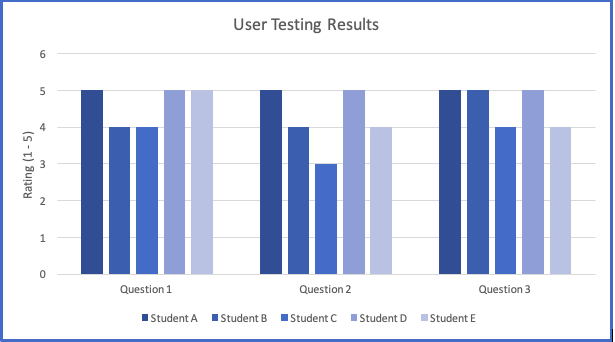 User Testing Results
6
5
4
3
2
1
0
Rating (1 - 5)
Question 1 Question 2 Question 3
Student A Student B Student C Student D Student E